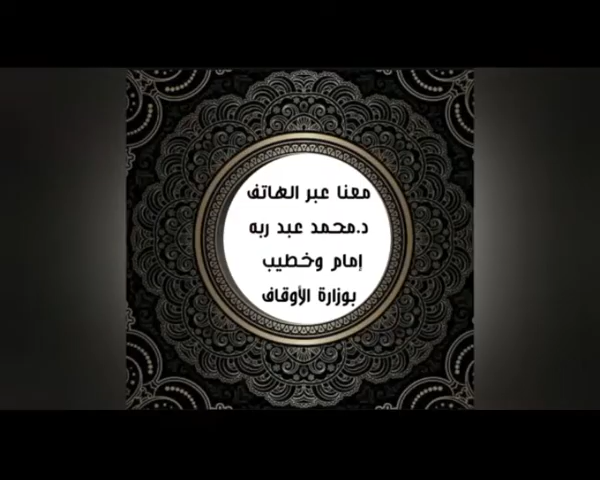 معنا عبر الهاتف
د.محمد عبد ربه
إمام وخطيب
بوزارة الأوقاف